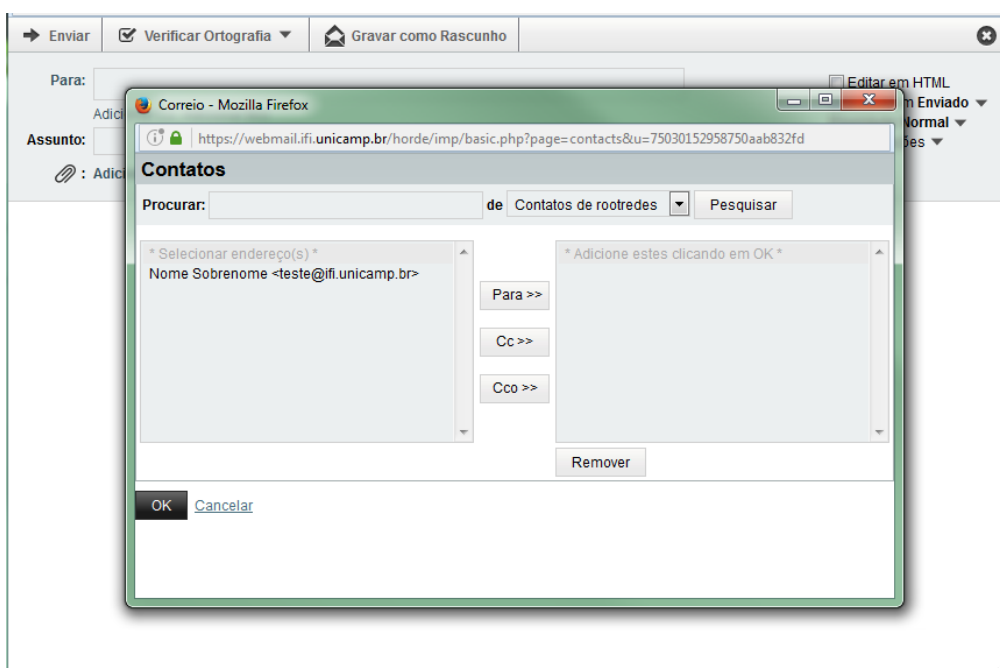 Enviar Verificar Ortografia Gravar como Rascunho
Para: Editar em HTML
Correio - Mozilla Firefox
Adici Enviado
https://webmail.ifi.unicamp.br/horde/imp/basic.php?page=contacts&u=75030152958750aab832fd
Normal
Assunto:
Contatos
: Adici
Procurar: de Contatos de rootredes Pesquisar
* Selecionar endereço(s) * * Adicione estes clicando em OK *
Nome Sobrenome <teste@ifi.unicamp.br>
Para >>
Cc >>
Cco >>
Remover
OK Cancelar